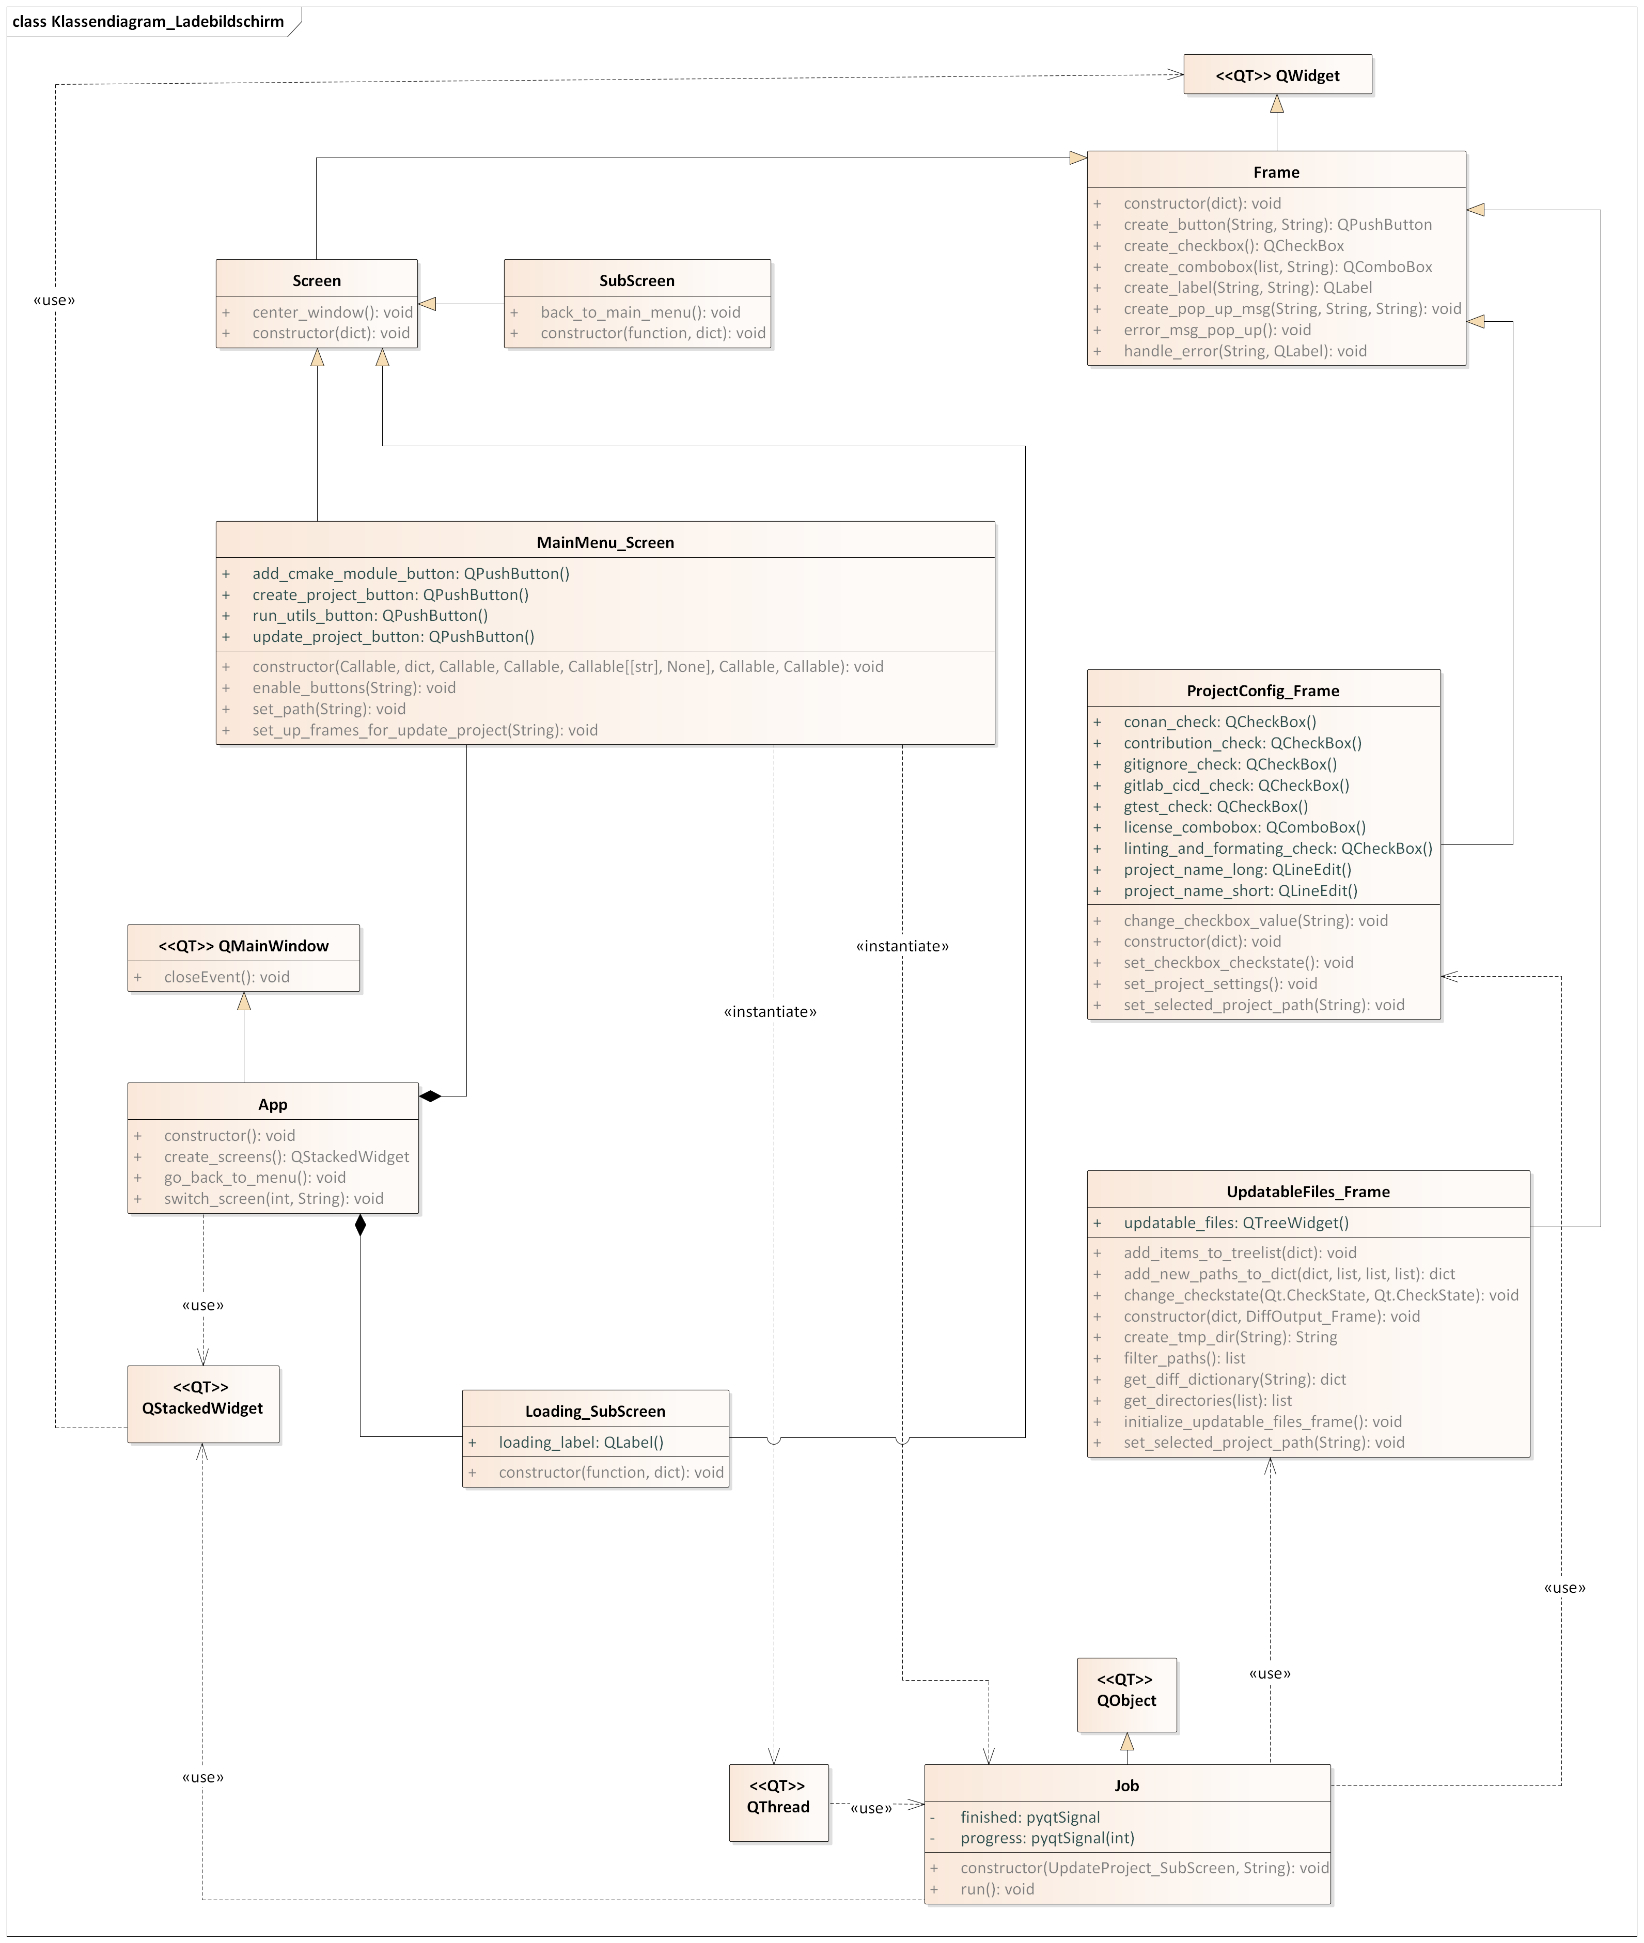 class Klassendiagram_Ladebildschirm
<<QT>> QWidget
Frame
+ constructor(dict): void
+ create_button(String, String): QPushButton
+ create_checkbox(): QCheckBox
+ create_combobox(list, String): QComboBox
+ create_label(String, String): QLabel
+ create_pop_up_msg(String, String, String): void
+ error_msg_pop_up(): void
+ handle_error(String, QLabel): void
Screen
+ center_window(): void
+ constructor(dict): void
SubScreen
+ back_to_main_menu(): void
+ constructor(function, dict): void
«use»
MainMenu_Screen
+ add_cmake_module_button: QPushButton()
+ create_project_button: QPushButton()
+ run_utils_button: QPushButton()
+ update_project_button: QPushButton()
+ constructor(Callable, dict, Callable, Callable, Callable[[str], None], Callable, Callable): void
+ enable_buttons(String): void
+ set_path(String): void
+ set_up_frames_for_update_project(String): void
ProjectConfig_Frame
+ conan_check: QCheckBox()
+ contribution_check: QCheckBox()
+ gitignore_check: QCheckBox()
+ gitlab_cicd_check: QCheckBox()
+ gtest_check: QCheckBox()
+ license_combobox: QComboBox()
+ linting_and_formating_check: QCheckBox()
+ project_name_long: QLineEdit()
+ project_name_short: QLineEdit()
+ change_checkbox_value(String): void
+ constructor(dict): void
+ set_checkbox_checkstate(): void
+ set_project_settings(): void
+ set_selected_project_path(String): void
<<QT>> QMainWindow
+ closeEvent(): void
«instantiate»
«instantiate»
App
+ constructor(): void
+ create_screens(): QStackedWidget
+ go_back_to_menu(): void
+ switch_screen(int, String): void
UpdatableFiles_Frame
+ updatable_files: QTreeWidget()
+ add_items_to_treelist(dict): void
+ add_new_paths_to_dict(dict, list, list, list): dict
+ change_checkstate(Qt.CheckState, Qt.CheckState): void
+ constructor(dict, DiffOutput_Frame): void
+ create_tmp_dir(String): String
+ filter_paths(): list
+ get_diff_dictionary(String): dict
+ get_directories(list): list
+ initialize_updatable_files_frame(): void
+ set_selected_project_path(String): void
«use»
<<QT>>
QStackedWidget
Loading_SubScreen
+ loading_label: QLabel()
+ constructor(function, dict): void
«use»
«use»
<<QT>>
QObject
«use»
<<QT>>
QThread
«use»
Job
- finished: pyqtSignal
- progress: pyqtSignal(int)
+ constructor(UpdateProject_SubScreen, String): void
+ run(): void